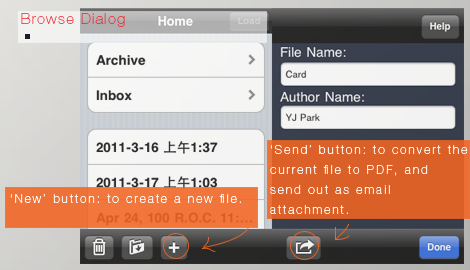 Browse Dialog
Home
Load
Help
Archive
Inbox
File Name:
Card
Author Name:
YJ Park
2011-3-16 上午1:37
2011-3-17 上午1:03
Apr 24, 100 R.O.C. 11:...
'New' button: to create a new file.
'Send' button: to convert the
current file to PDF, and
send out as email
attachment.
Done